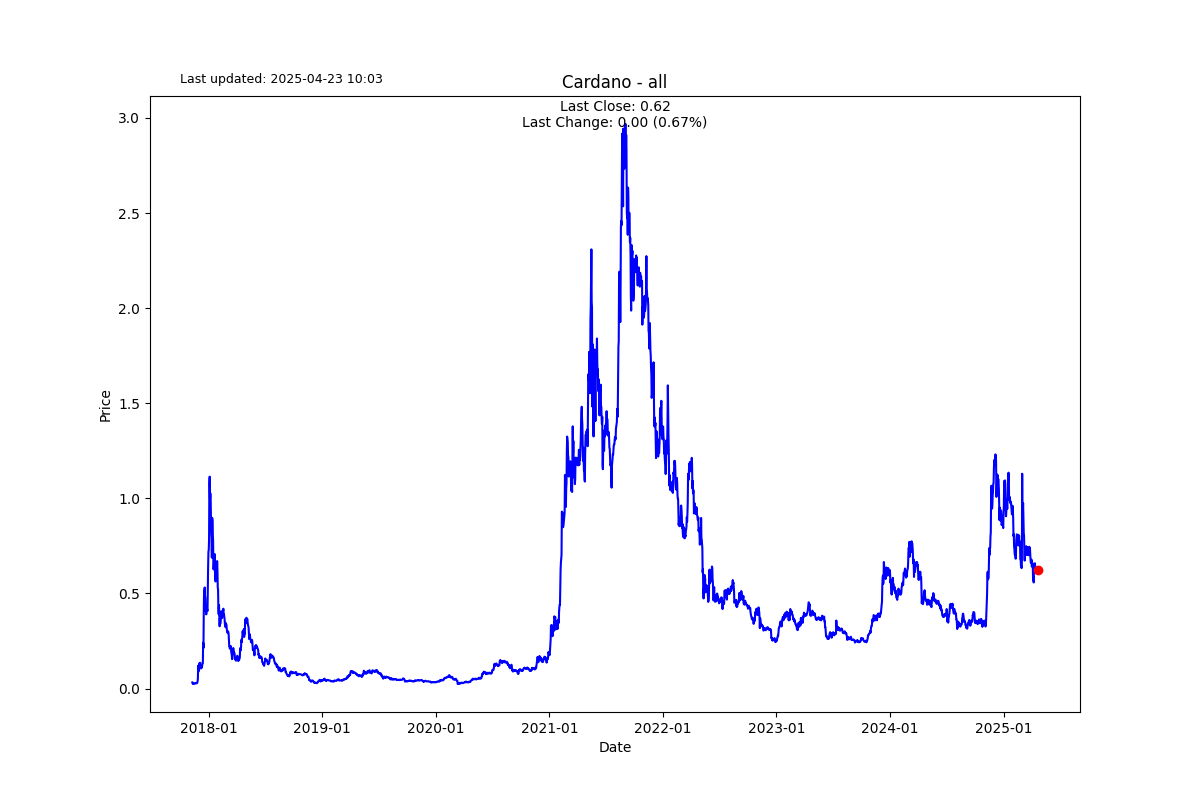 Last updated: 2025-04-23 10:03
Cardano - all
Last Close: 0.62
Last Change: 0.00 (0.67%)
3.0
2.5
2.0
1.5
1.0
0.5
0.0
Price
2018-01 2019-01 2020-01 2021-01 2022-01 2023-01 2024-01 2025-01
Date